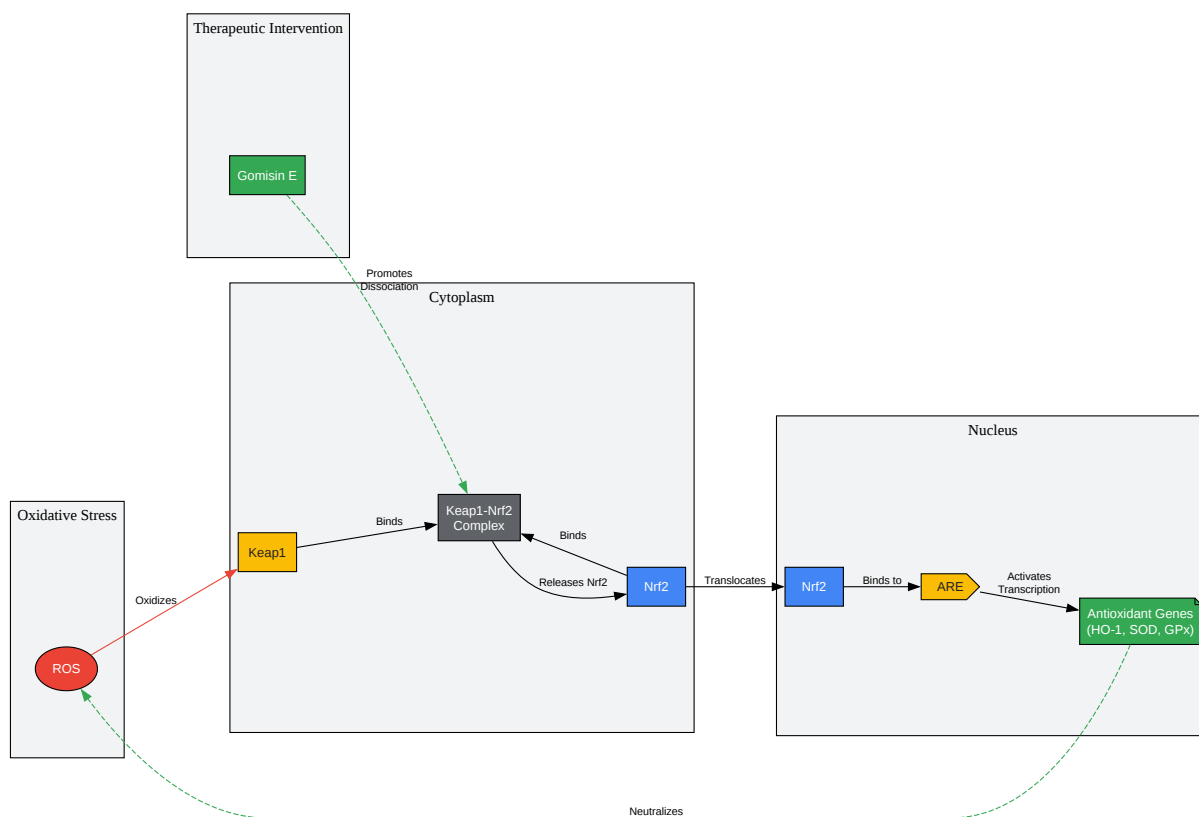 Therapeutic Intervention
Gomisin E
Promotes
Dissociation
Cytoplasm
Nucleus
Oxidative Stress
Keap1-Nrf2
Complex
Binds
Binds
Keap1
Releases Nrf2
Nrf2
Translocates
Nrf2
Binds to
ARE
Activates
Transcription
Antioxidant Genes
(HO-1, SOD, GPx)
Oxidizes
ROS
Neutralizes